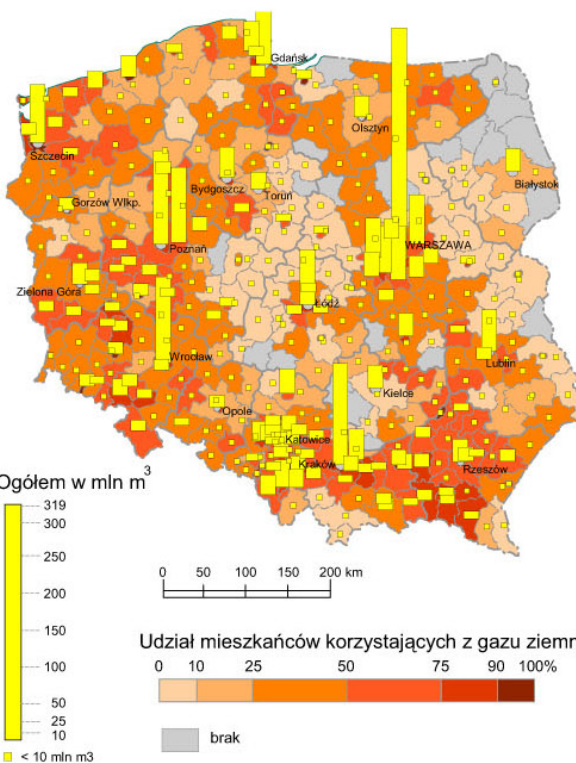 Gdańsk
Olsztyn
Szczecin
Białystok
Bydgoszcz
Toruń
Gorzów Wlkp.
WARSZAWA
Poznań
Zielona Góra
Łódź
Wrocław
Lublin
Kielce
Opole
Katowice
Kraków
Rzeszów
Ogółem w mln m3
319
300
250
200
150
100
50
25
10
< 10 mln m3
0 50 100 150 200 km
Udział mieszkańców korzystających z gazu ziemn
0 10 25 50 75 90 100%
brak